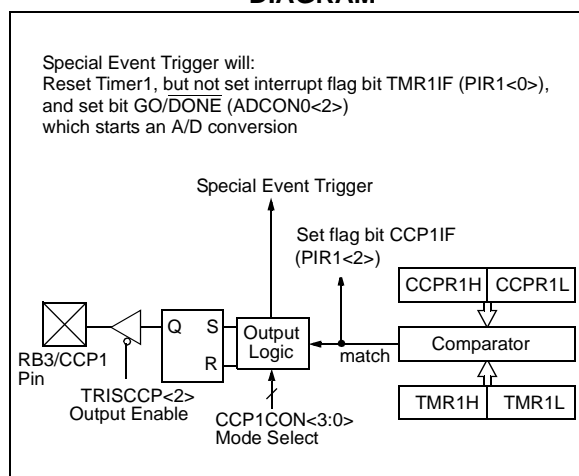 DIAGRAM
Special Event Trigger will:
Reset Timer1, but not set interrupt flag bit TMR1IF (PIR1<0>),
and set bit GO/DONE (ADCON0<2>)
which starts an A/D conversion
Special Event Trigger
Set flag bit CCP1IF
(PIR1<2>)
CCPR1H CCPR1L
Q S Output
R Logic
match
Comparator
RB3/CCP1
Pin
TRISCCP<2>
Output Enable
CCP1CON<3:0>
Mode Select
TMR1H TMR1L